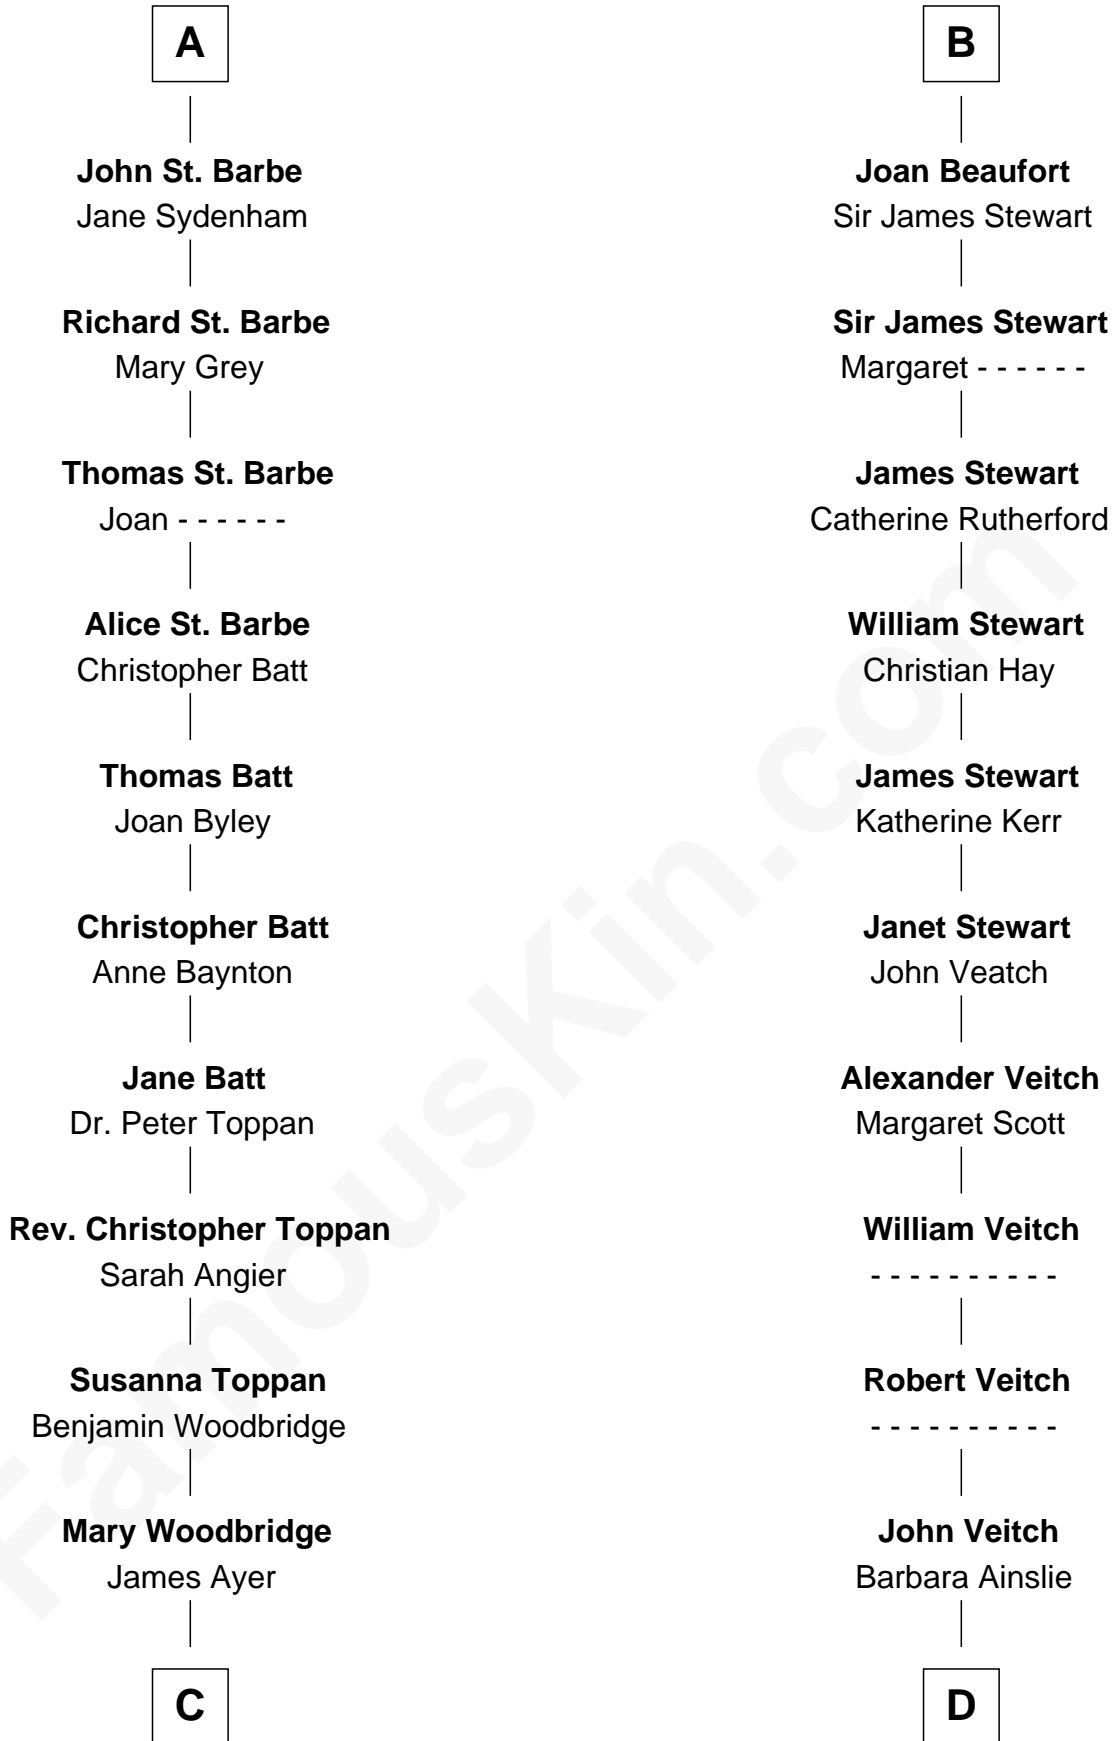 A
John St. Barbe
Jane Sydenham
Richard St. Barbe
Mary Grey
Thomas St. Barbe
Joan - - - - - -
Alice St. Barbe
Christopher Batt
Thomas Batt
Joan Byley
Christopher Batt
Anne Baynton
Jane Batt
Dr. Peter Toppan
Rev. Christopher Toppan
Sarah Angier
Susanna Toppan
Benjamin Woodbridge
Mary Woodbridge
James Ayer
C
B
Joan Beaufort
Sir James Stewart
Sir James Stewart
Margaret - - - - - -
James Stewart
Catherine Rutherford
William Stewart
Christian Hay
James Stewart
Katherine Kerr
Janet Stewart
John Veatch
Alexander Veitch
Margaret Scott
William Veitch
- - - - - - - - - -
Robert Veitch
- - - - - - - - - -
John Veitch
Barbara Ainslie
D
FamousKin.com